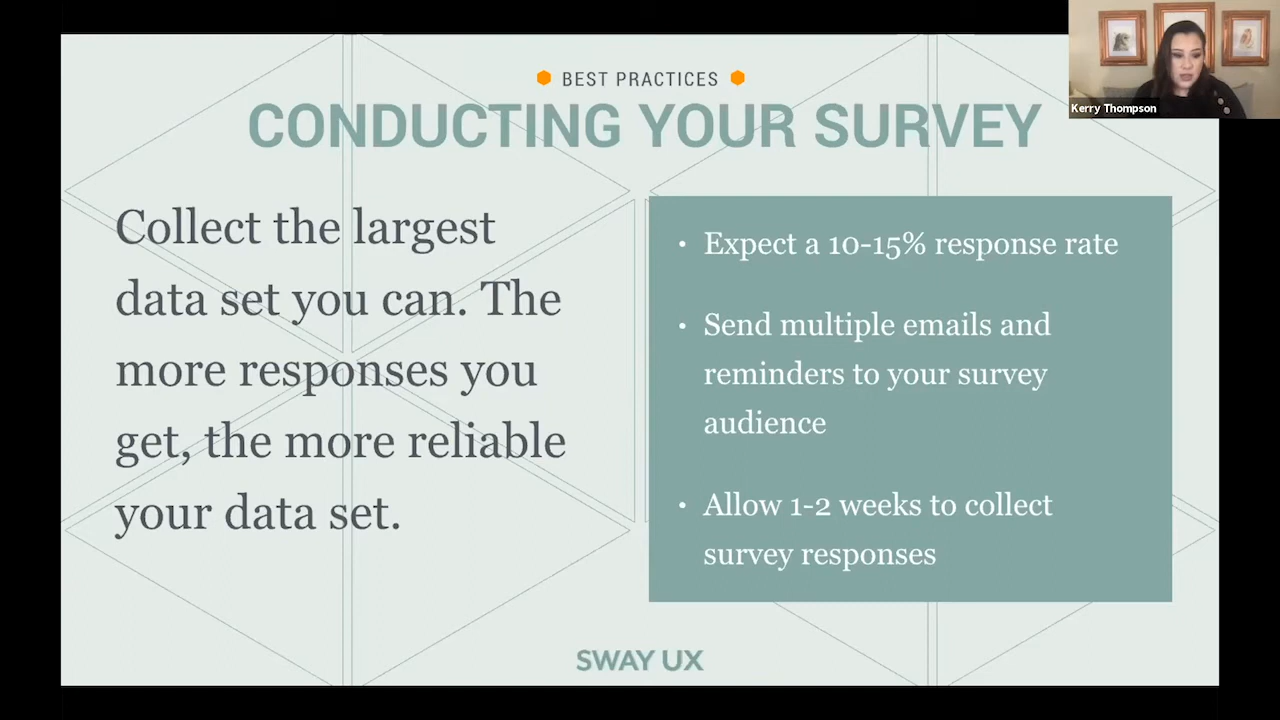 BEST PRACTICES
CONDUCTING YOUR SURVEY
Kerry Thompson
Collect the largest
data set you can. The
more responses you
get, the more reliable
your data set.
• Expect a 10-15% response rate
• Send multiple emails and
reminders to your survey
audience
• Allow 1-2 weeks to collect
survey responses
SWAY UX